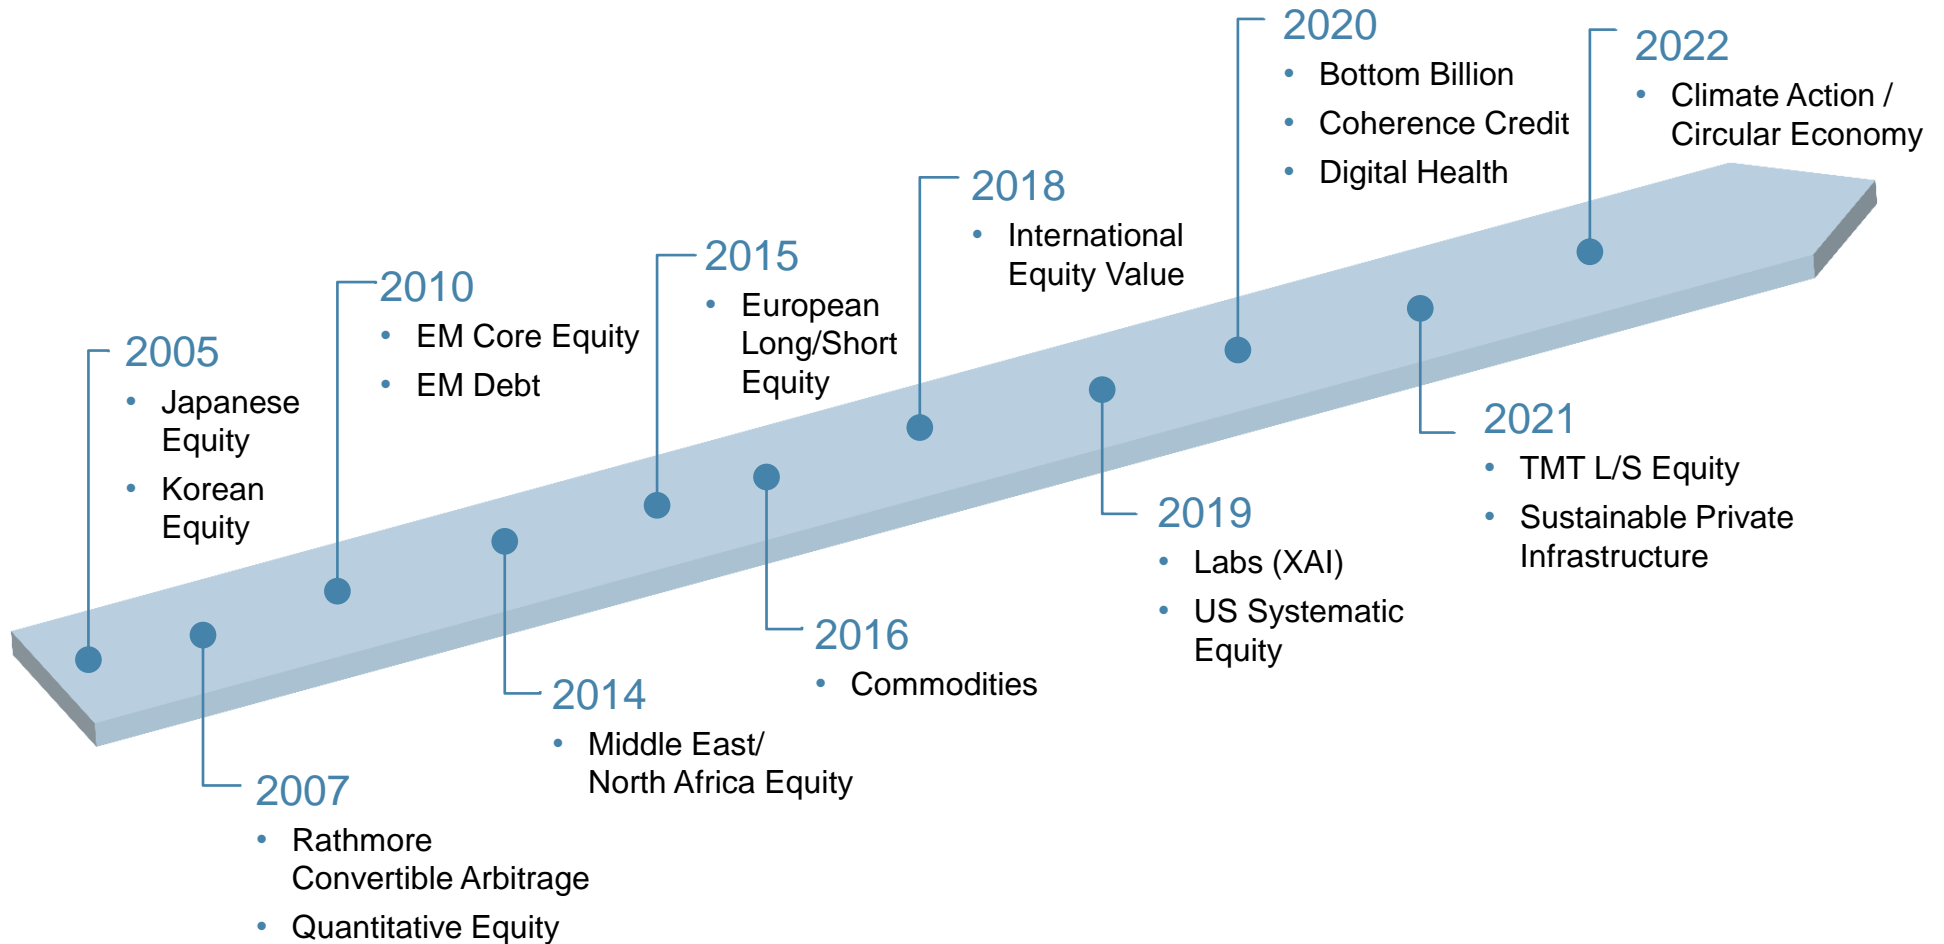 2005
• Japanese
Equity
• Korean
Equity
2007
• Rathmore
Convertible Arbitrage
• Quantitative Equity
2010
• EM Core Equity
• EM Debt
2014
• Middle East/
North Africa Equity
2015
• European
Long/Short
Equity
2016
• Commodities
2018
• International
Equity Value
2019
• Labs (XAI)
• US Systematic
Equity
2020
• Bottom Billion
• Coherence Credit
• Digital Health
2021
• TMT L/S Equity
• Sustainable Private
Infrastructure
2022
• Climate Action /
Circular Economy